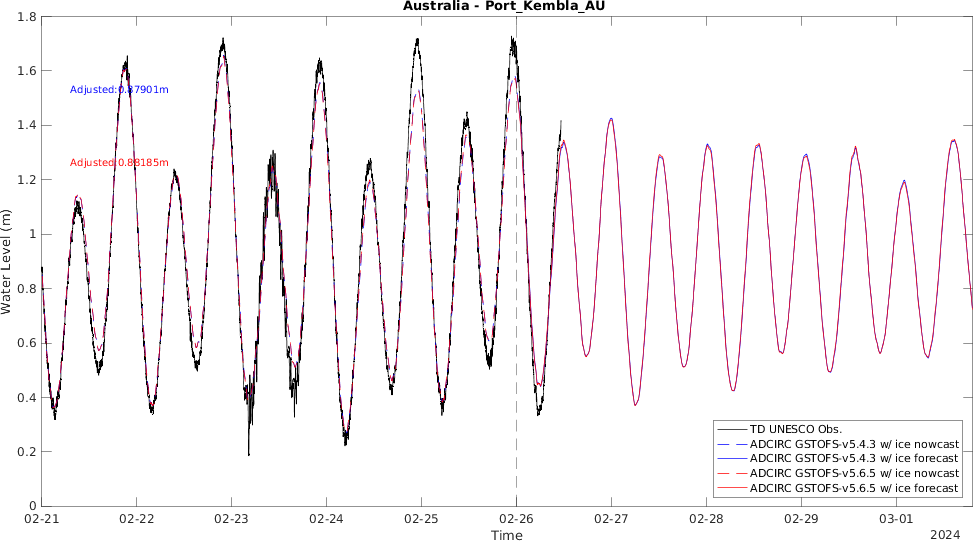 Australia - Port_Kembla_AU
1.8
1.6
1.4
1.2
1
0.8
0.6
0.4
0.2
0
Water Level (m)
Adjusted:0.87901m
Adjusted:0.88185m
TD UNESCO Obs.
ADCIRC GSTOFS-v5.4.3 w/ ice nowcast
ADCIRC GSTOFS-v5.4.3 w/ ice forecast
ADCIRC GSTOFS-v5.6.5 w/ ice nowcast
ADCIRC GSTOFS-v5.6.5 w/ ice forecast
02-21 02-22 02-23 02-24 02-25 02-26 02-27 02-28 02-29 03-01
Time
2024